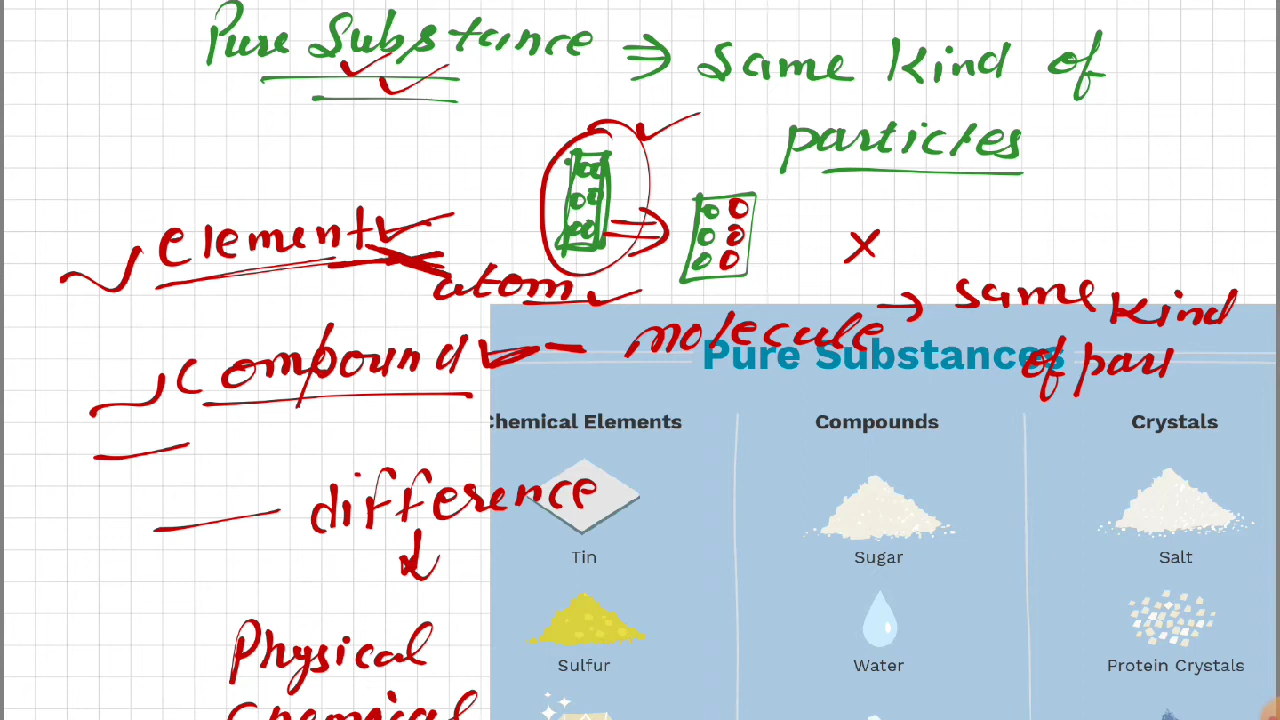 Pure Substance ⇒ same kind of
particles
element
atom
compound — molecule → same kind
of part
Pure Substances
Chemical Elements Compounds Crystals
difference
Tin Sugar Salt
Physical
Sulfur Water Protein Crystals
Chemical